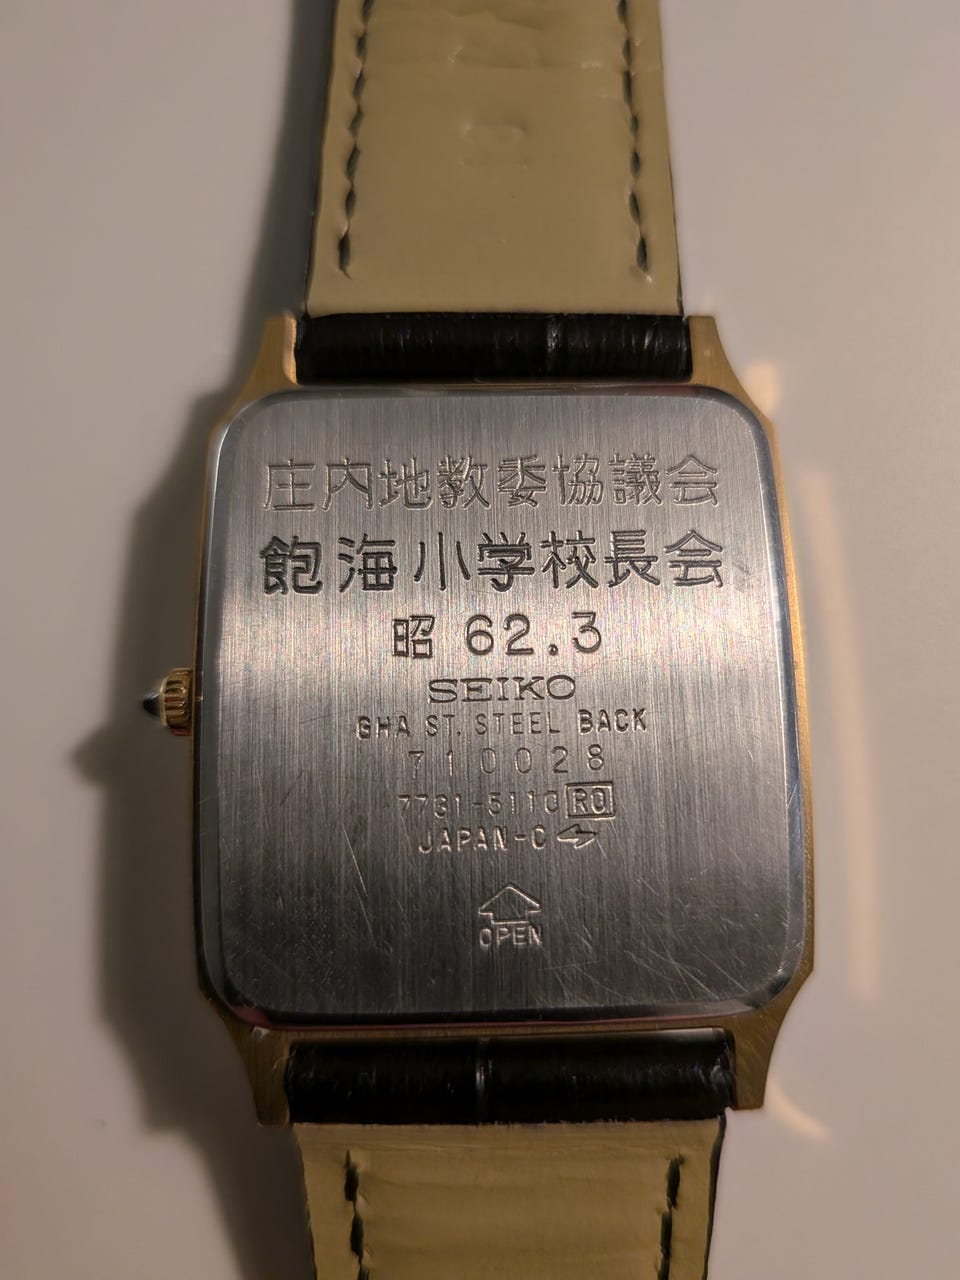 庄内地教委協議会
飽海小学校長会
昭 62.3
SEIKO
GHA ST. STEEL BACK
710028
7731-5110 RO
JAPAN-C
OPEN